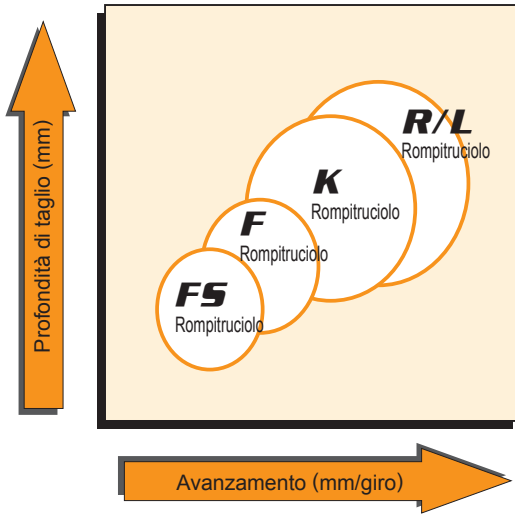 Profondità di taglio (mm)
R/L
Rompitruciolo
K
Rompitruciolo
F
Rompitruciolo
FS
Rompitruciolo
Avanzamento (mm/giro)